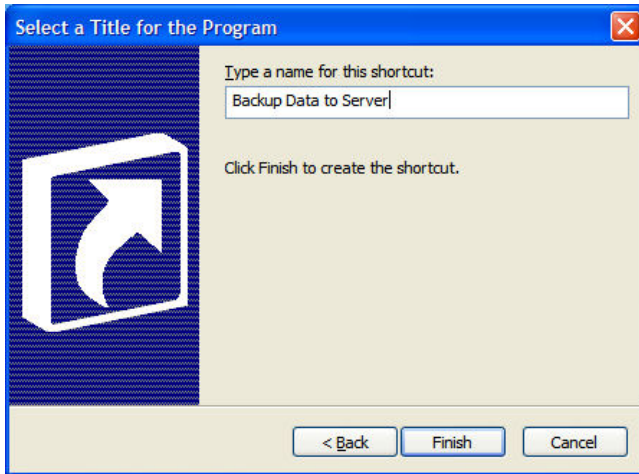 Select a Title for the Program
Type a name for this shortcut:
Backup Data to Server
Click Finish to create the shortcut.
< Back
Finish
Cancel